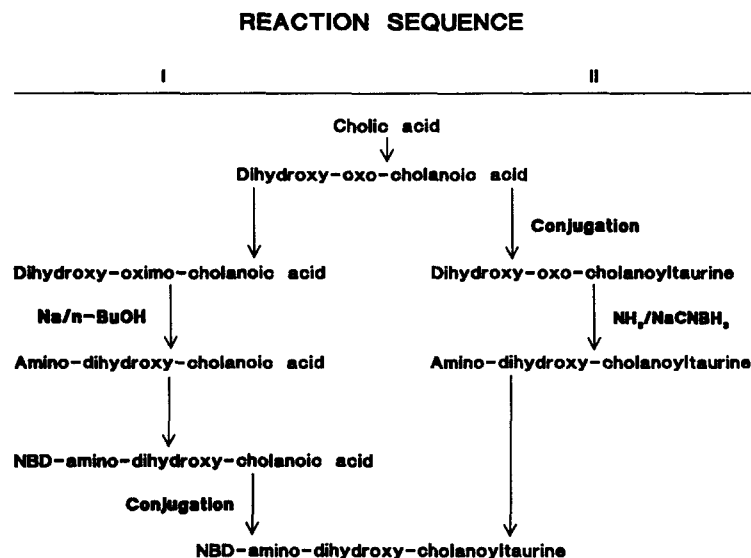 REACTION SEQUENCE
I II
Cholic acid
Dihydroxy-oxo-cholanoic acid
Conjugation
Dihydroxy-oximo-cholanoic acid Dihydroxy-oxo-cholanoyltaurine
Na/n-BuOH NH₃/NaCNBH₃
Amino-dihydroxy-cholanoic acid Amino-dihydroxy-cholanoyltaurine
NBD-amino-dihydroxy-cholanoic acid
Conjugation
NBD-amino-dihydroxy-cholanoyltaurine